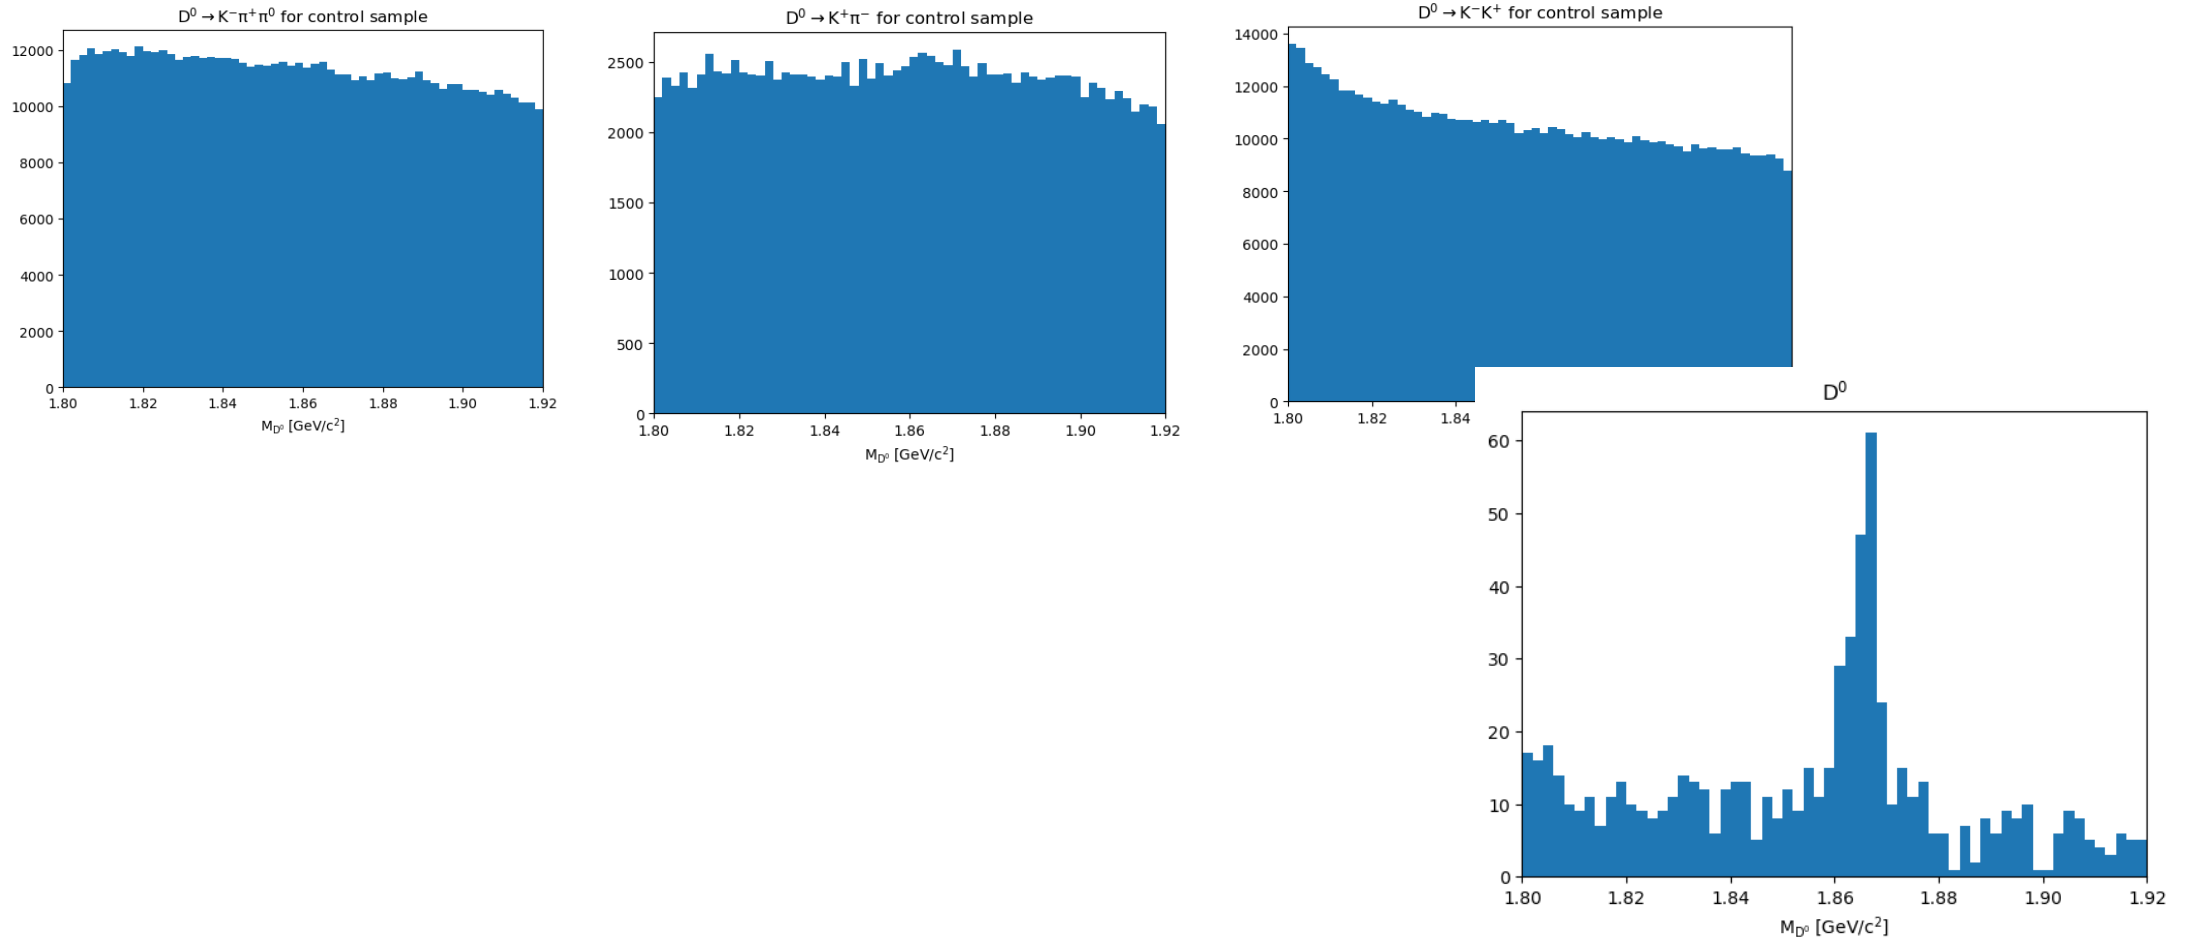 D⁰→K⁻π⁺π⁰ for control sample
12000
10000
8000
6000
4000
2000
0
1.80 1.82 1.84 1.86 1.88 1.90 1.92
M_D⁰ [GeV/c²]
D⁰→K⁺π⁻ for control sample
2500
2000
1500
1000
500
0
1.80 1.82 1.84 1.86 1.88 1.90 1.92
M_D⁰ [GeV/c²]
D⁰→K⁻K⁺ for control sample
14000
12000
10000
8000
6000
4000
2000
0
1.80 1.82 1.84
D⁰
60
50
40
30
20
10
0
1.80 1.82 1.84 1.86 1.88 1.90 1.92
M_D⁰ [GeV/c²]